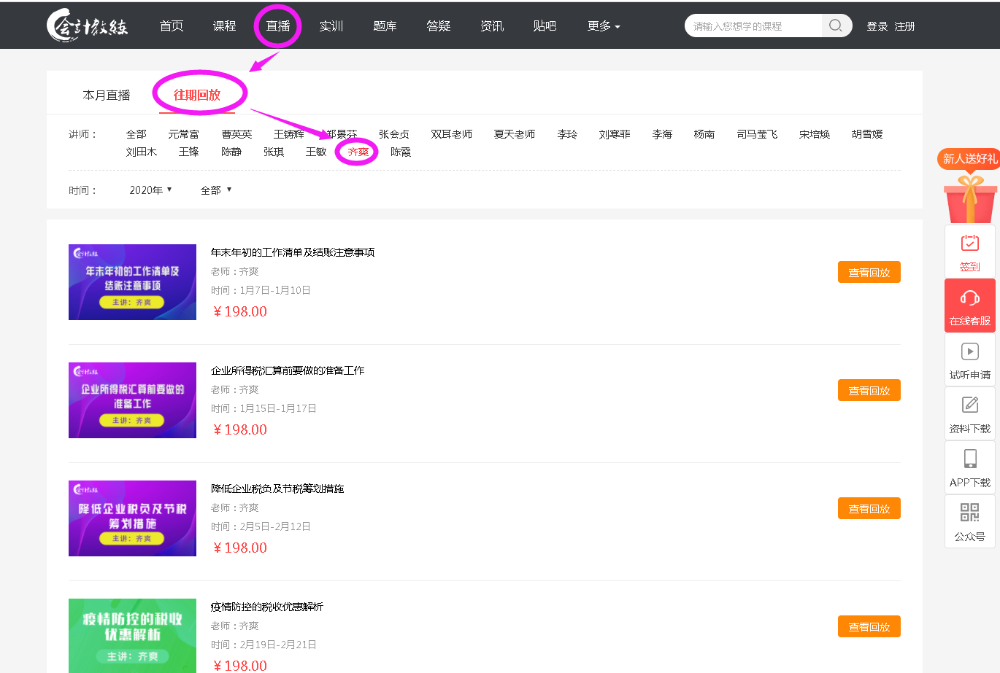 会计教练 首页 课程 直播 实训 题库 答疑 资讯 贴吧 更多 请输入您想学的课程 登录 注册
本月直播 往期回放
讲师： 全部 元常富 曹英英 王铸辉 郑景芬 张会贞 双耳老师 夏天老师 李玲 刘寒菲 李海 杨南 司马莹飞 宋培焕 胡雪媛
刘田木 王锋 陈静 张琪 王敏 齐爽 陈霞
时间： 2020年 全部
新人送好礼
签到
在线客服
试听申请
资料下载
APP下载
公众号
会计教练
年末年初的工作清单及
结账注意事项
主讲：齐爽
年末年初的工作清单及结账注意事项
老师：齐爽
时间：1月7日-1月10日
￥198.00
查看回放
会计教练
企业所得税汇算前要做的
准备工作
主讲：齐爽
企业所得税汇算前要做的准备工作
老师：齐爽
时间：1月15日-1月17日
￥198.00
查看回放
会计教练
降低企业税负及节税
筹划措施
主讲：齐爽
降低企业税负及节税筹划措施
老师：齐爽
时间：2月5日-2月12日
￥198.00
查看回放
疫情防控的税收
优惠解析
主讲：齐爽
疫情防控的税收优惠解析
老师：齐爽
时间：2月19日-2月21日
￥198.00
查看回放